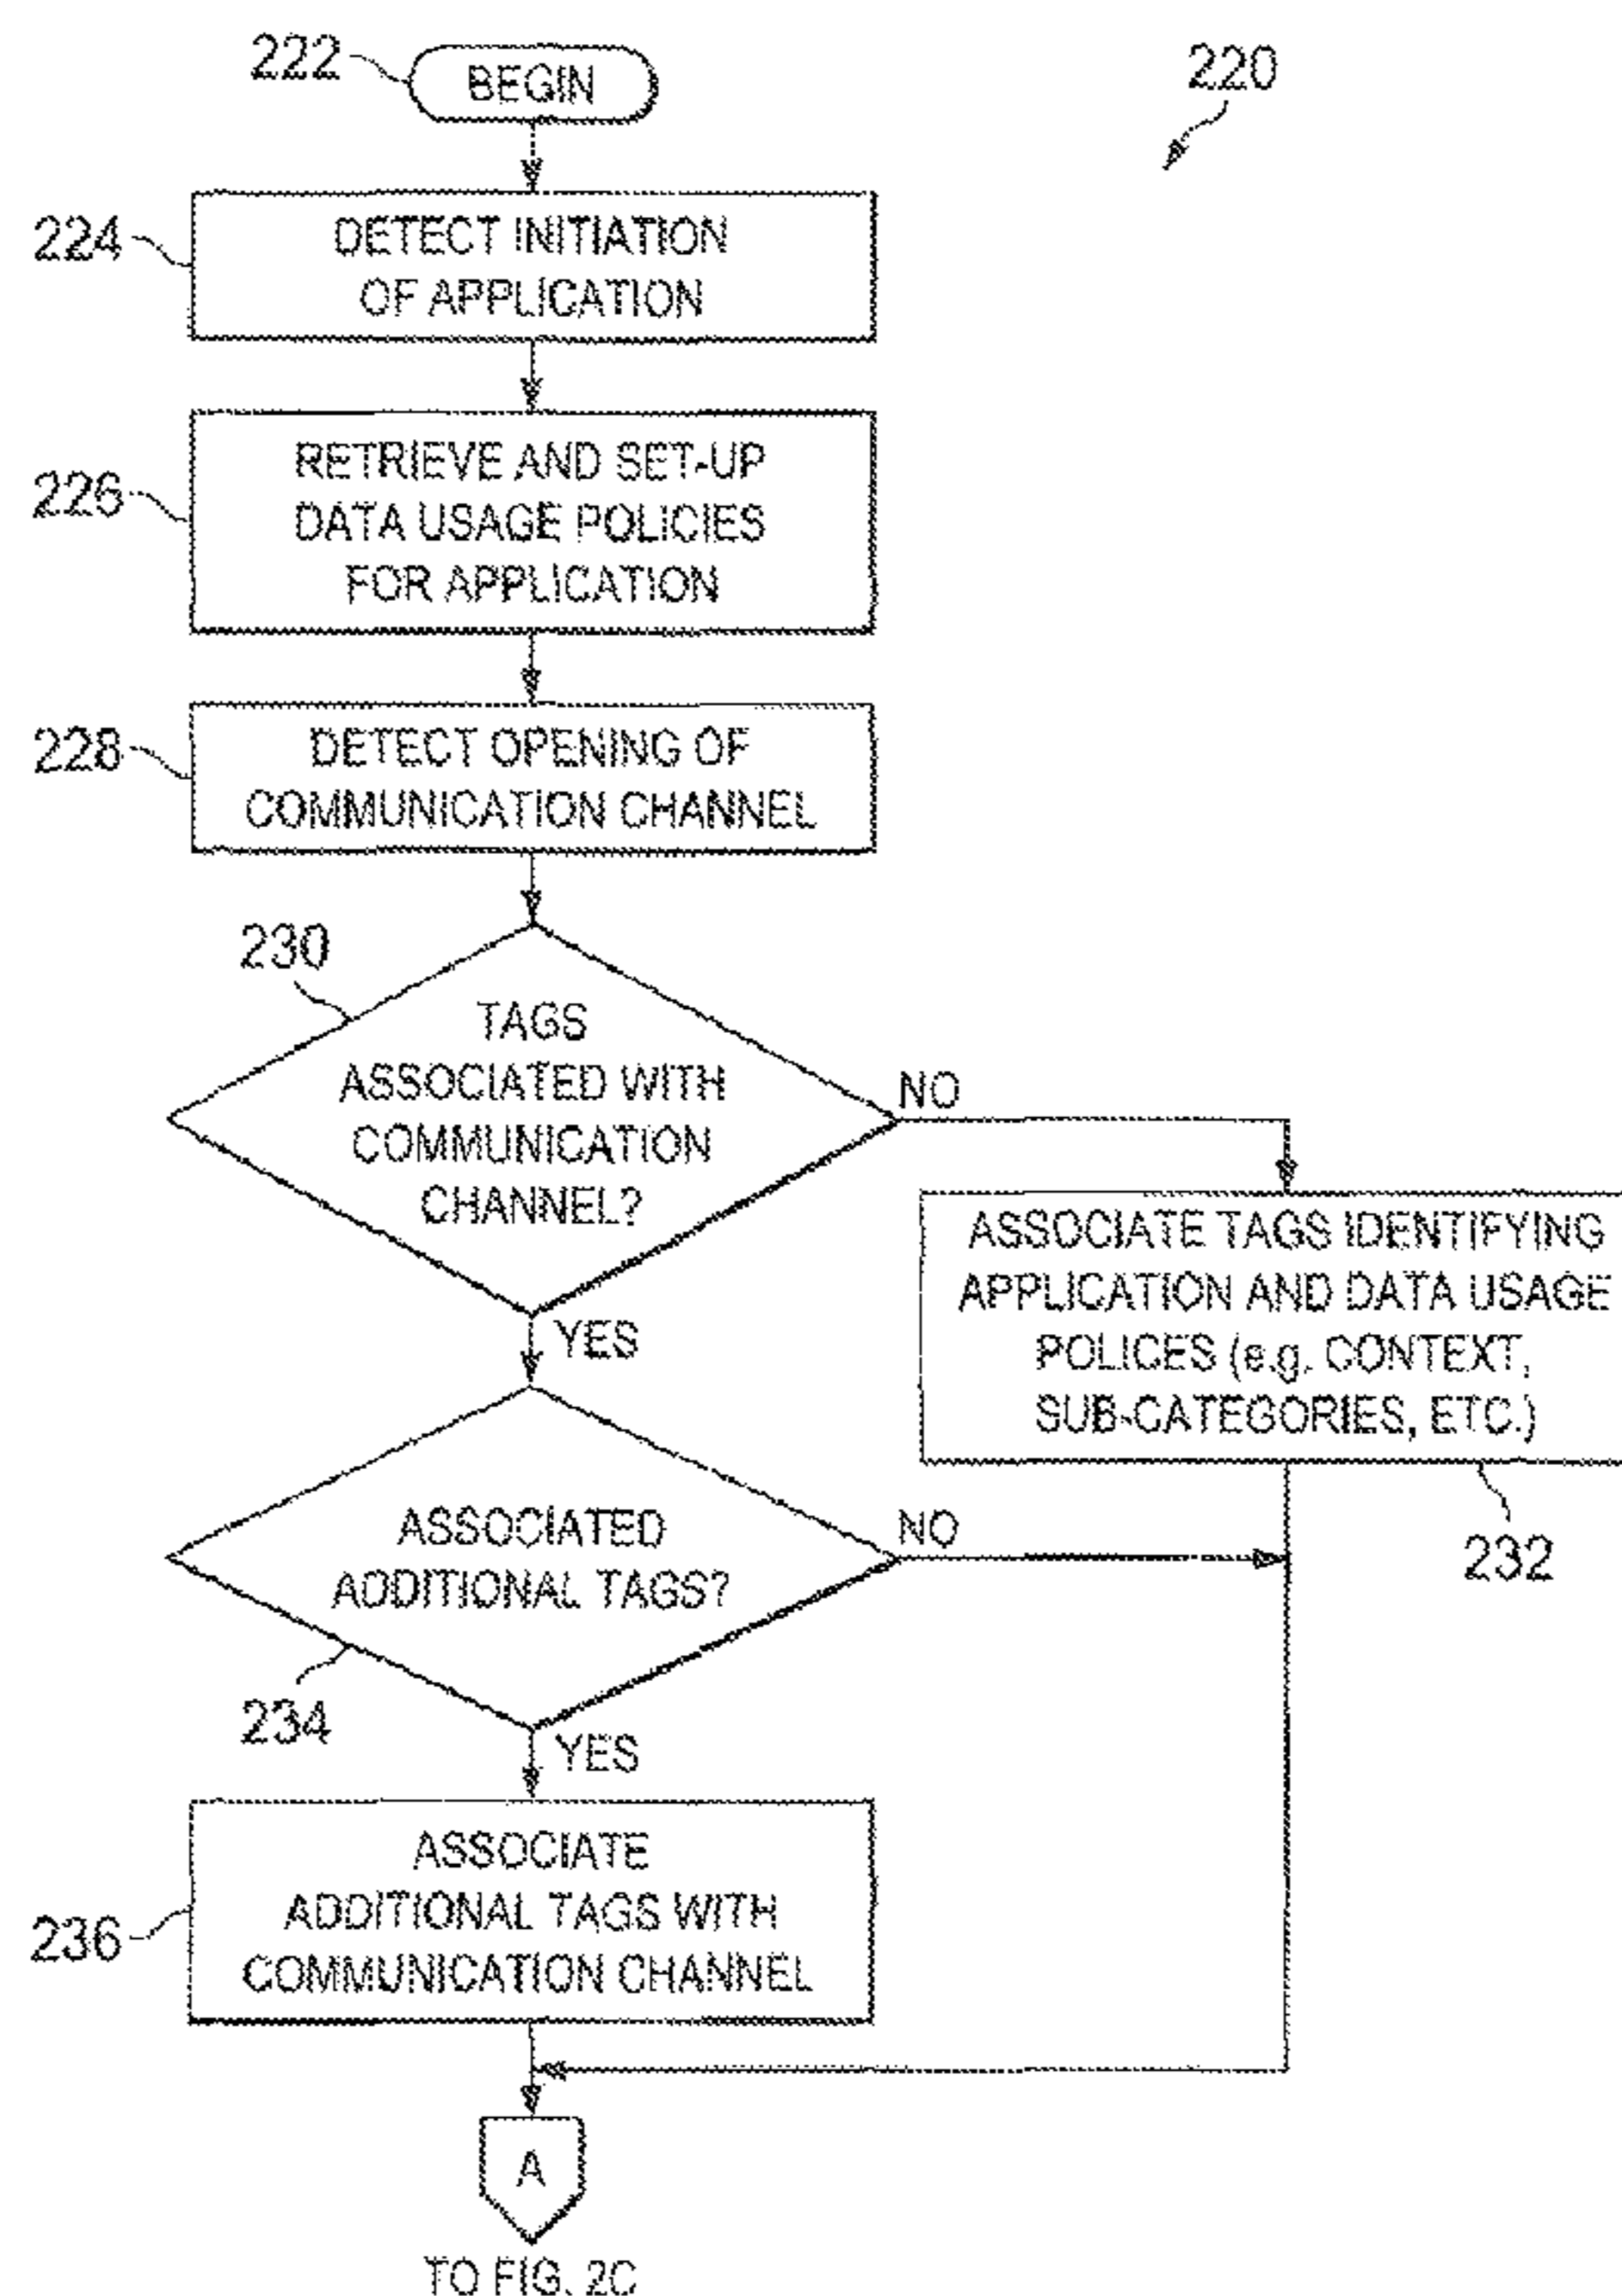 222
BEGIN
220
224
DETECT INITIATION
OF APPLICATION
226
RETRIEVE AND SET-UP
DATA USAGE POLICIES
FOR APPLICATION
228
DETECT OPENING OF
COMMUNICATION CHANNEL
230
TAGS
ASSOCIATED WITH
COMMUNICATION
CHANNEL?
NO
YES
ASSOCIATE TAGS IDENTIFYING
APPLICATION AND DATA USAGE
POLICES (e.g. CONTEXT,
SUB-CATEGORIES, ETC.)
232
ASSOCIATED
ADDITIONAL TAGS?
NO
234
YES
236
ASSOCIATE
ADDITIONAL TAGS WITH
COMMUNICATION CHANNEL
A
TO FIG. 2C